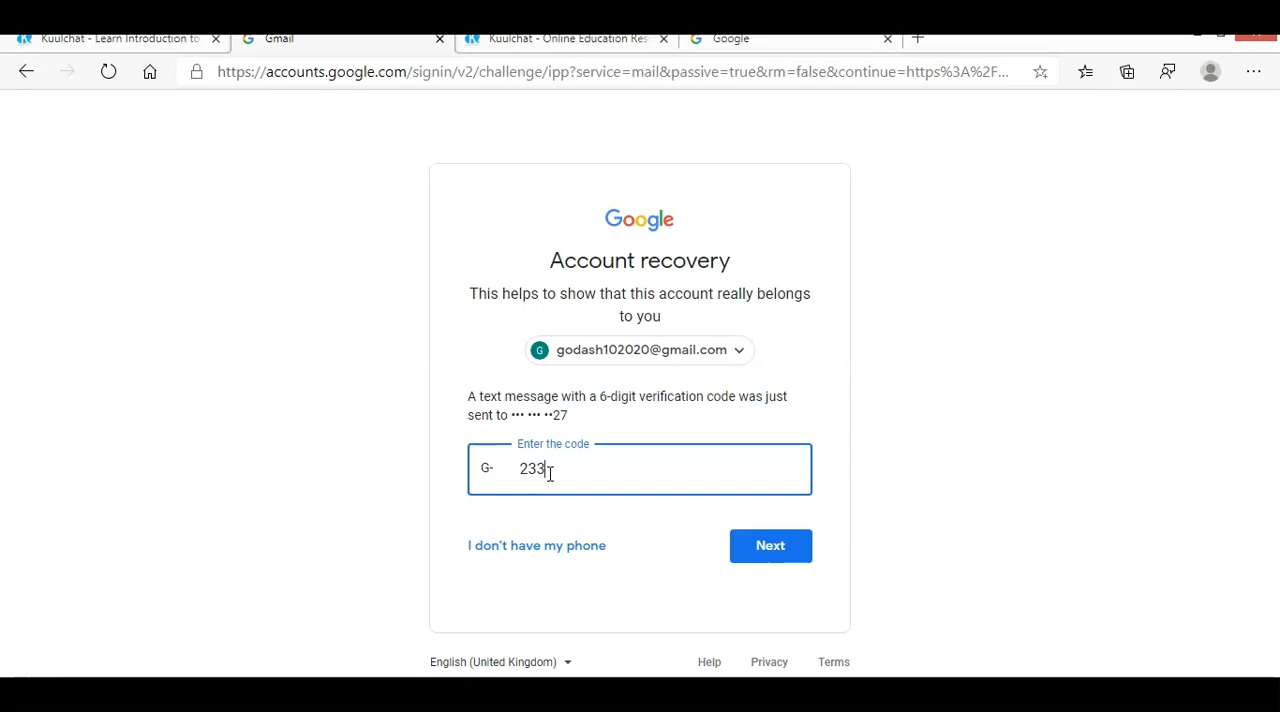 Kuulchat - Learn Introduction to
Gmail
Kuulchat - Online Education Res
Google
https://accounts.google.com/signin/v2/challenge/ipp?service=mail&passive=true&rm=false&continue=https%3A%2F...
Google
Account recovery
This helps to show that this account really belongs
to you
G godash102020@gmail.com
A text message with a 6-digit verification code was just
sent to ••• ••• ••27
Enter the code
G- 233
I don't have my phone
Next
English (United Kingdom)
Help
Privacy
Terms